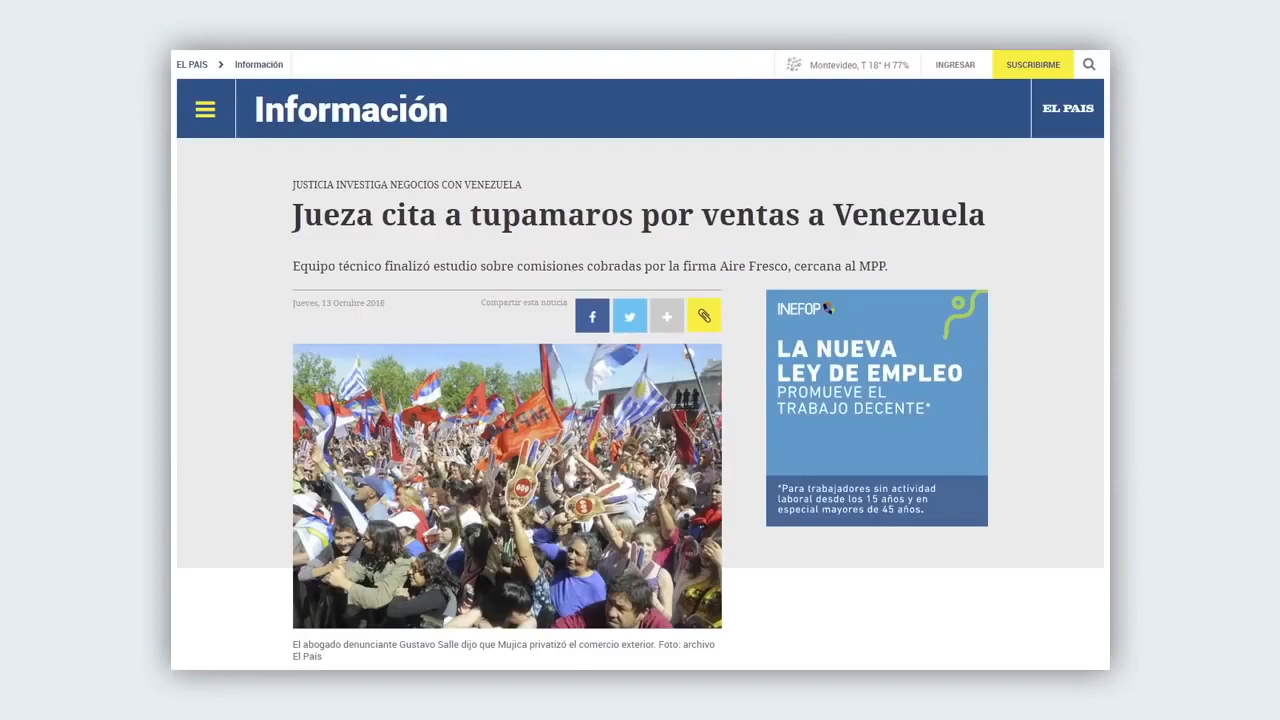 EL PAIS
Información
Montevideo, T 18° H 77%
INGRESAR
SUSCRIBIRME
Información
EL PAIS
JUSTICIA INVESTIGA NEGOCIOS CON VENEZUELA
Jueza cita a tupamaros por ventas a Venezuela
Equipo técnico finalizó estudio sobre comisiones cobradas por la firma Aire Fresco, cercana al MPP.
Jueves, 13 Octubre 2016
Compartir esta noticia
INEFOP
LA NUEVA
LEY DE EMPLEO
PROMUEVE EL
TRABAJO DECENTE*
*Para trabajadores sin actividad
laboral desde los 15 años y en
especial mayores de 45 años.
El abogado denunciante Gustavo Salle dijo que Mujica privatizó el comercio exterior. Foto: archivo
El País